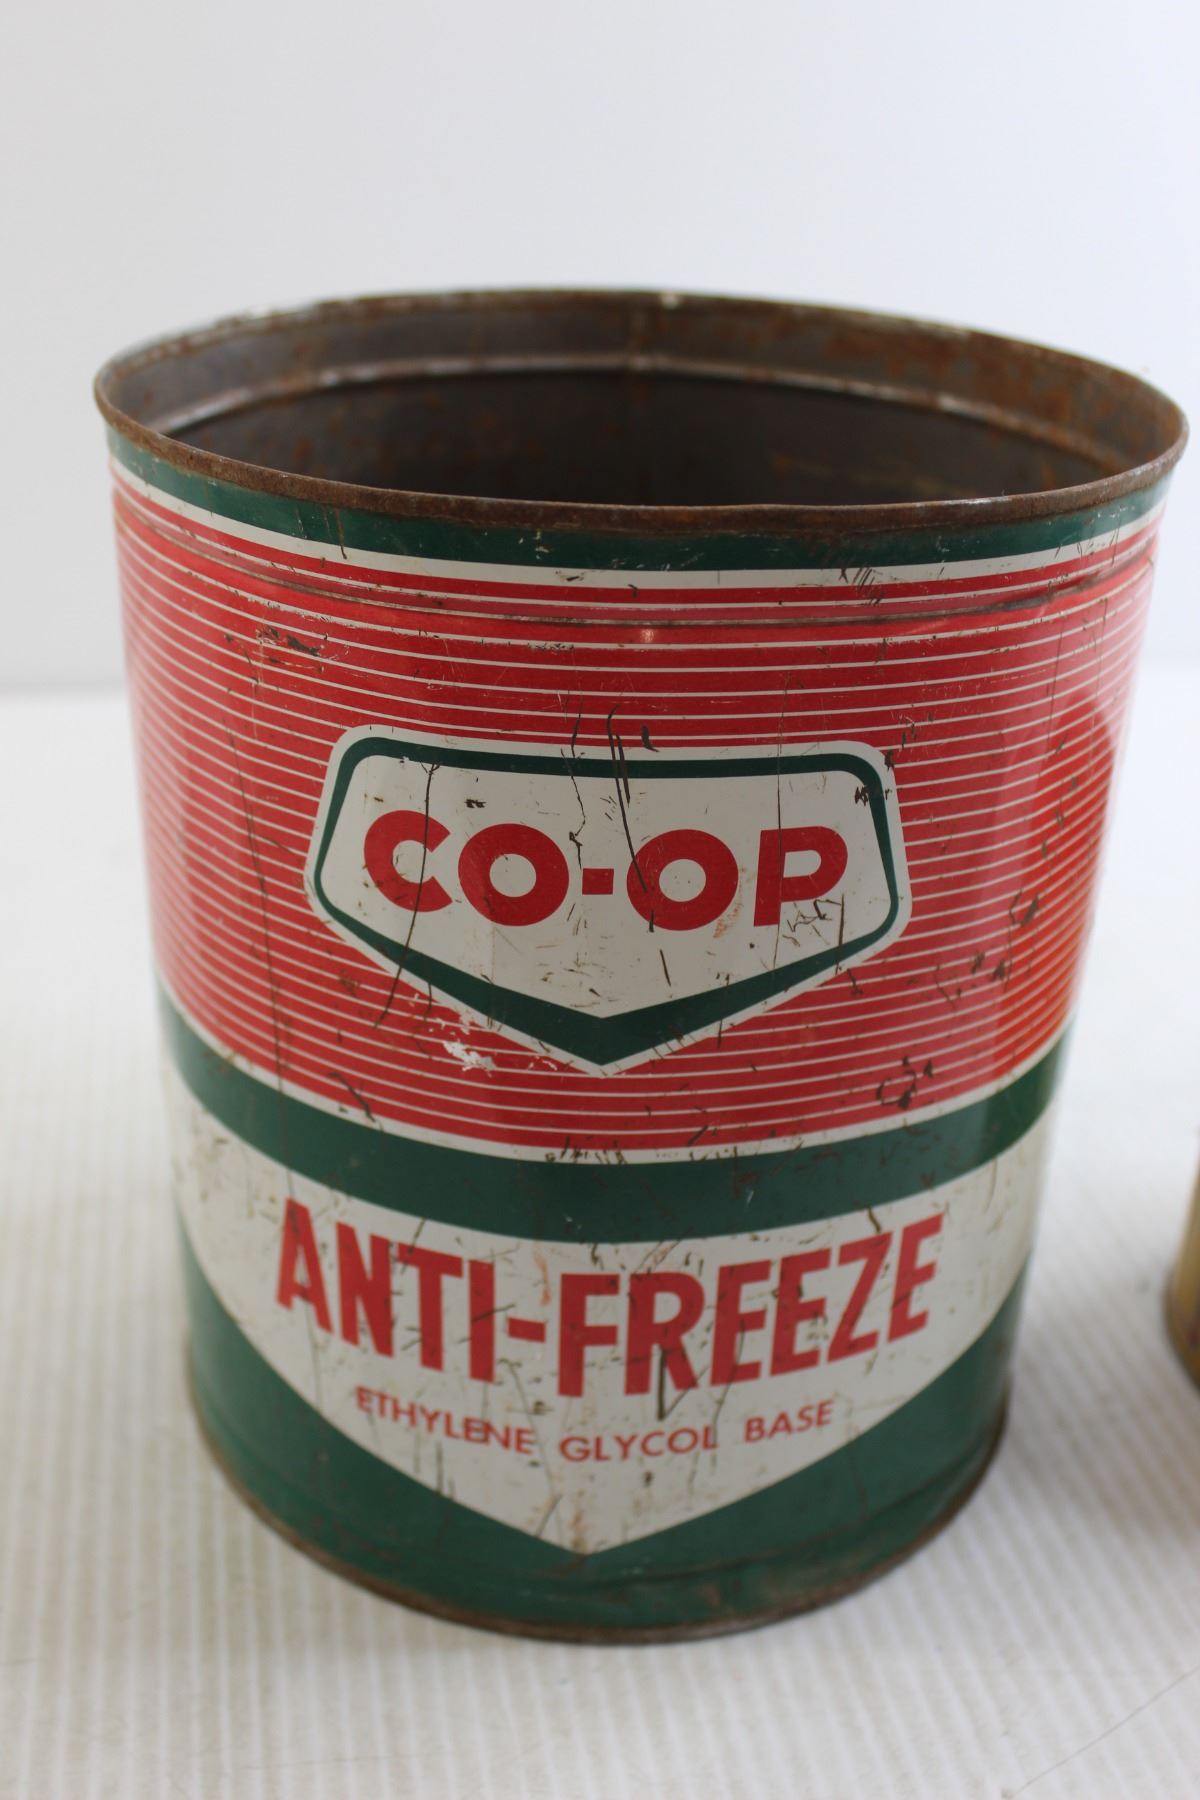 CO-OP
ANTI-FREEZE
ETHYLENE GLYCOL BASE